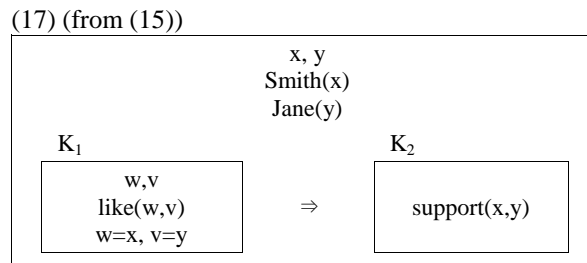 (17) (from (15))
x, y
Smith(x)
Jane(y)
K₁ K₂
w,v
like(w,v) ⇒ support(x,y)
w=x, v=y